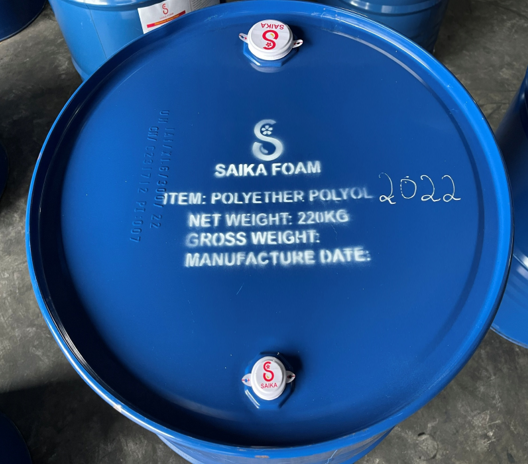 SAIKA
SAIKA FOAM
ITEM: POLYETHER POLYOL 2022
NET WEIGHT: 220KG
GROSS WEIGHT:
MANUFACTURE DATE:
SAIKA